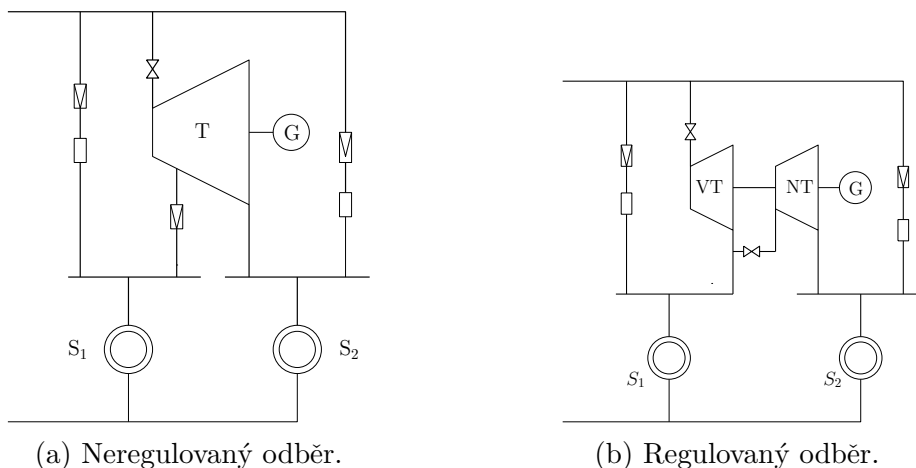 T
G
S₁
S₂
(a) Neregulovaný odběr.
VT
NT
G
S₁
S₂
(b) Regulovaný odběr.